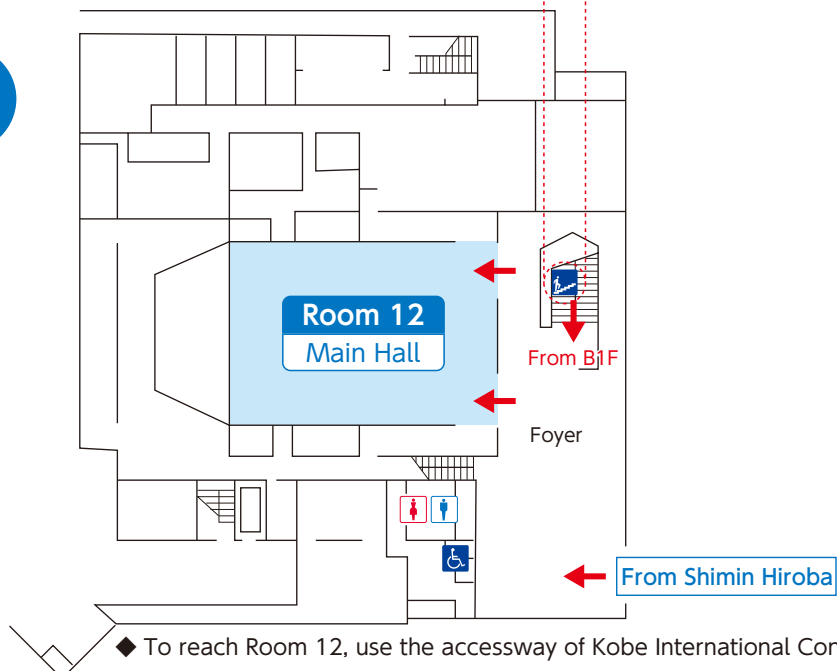 Room 12
Main Hall
From B1F
Foyer
From Shimin Hiroba
◆ To reach Room 12, use the accessway of Kobe International Con